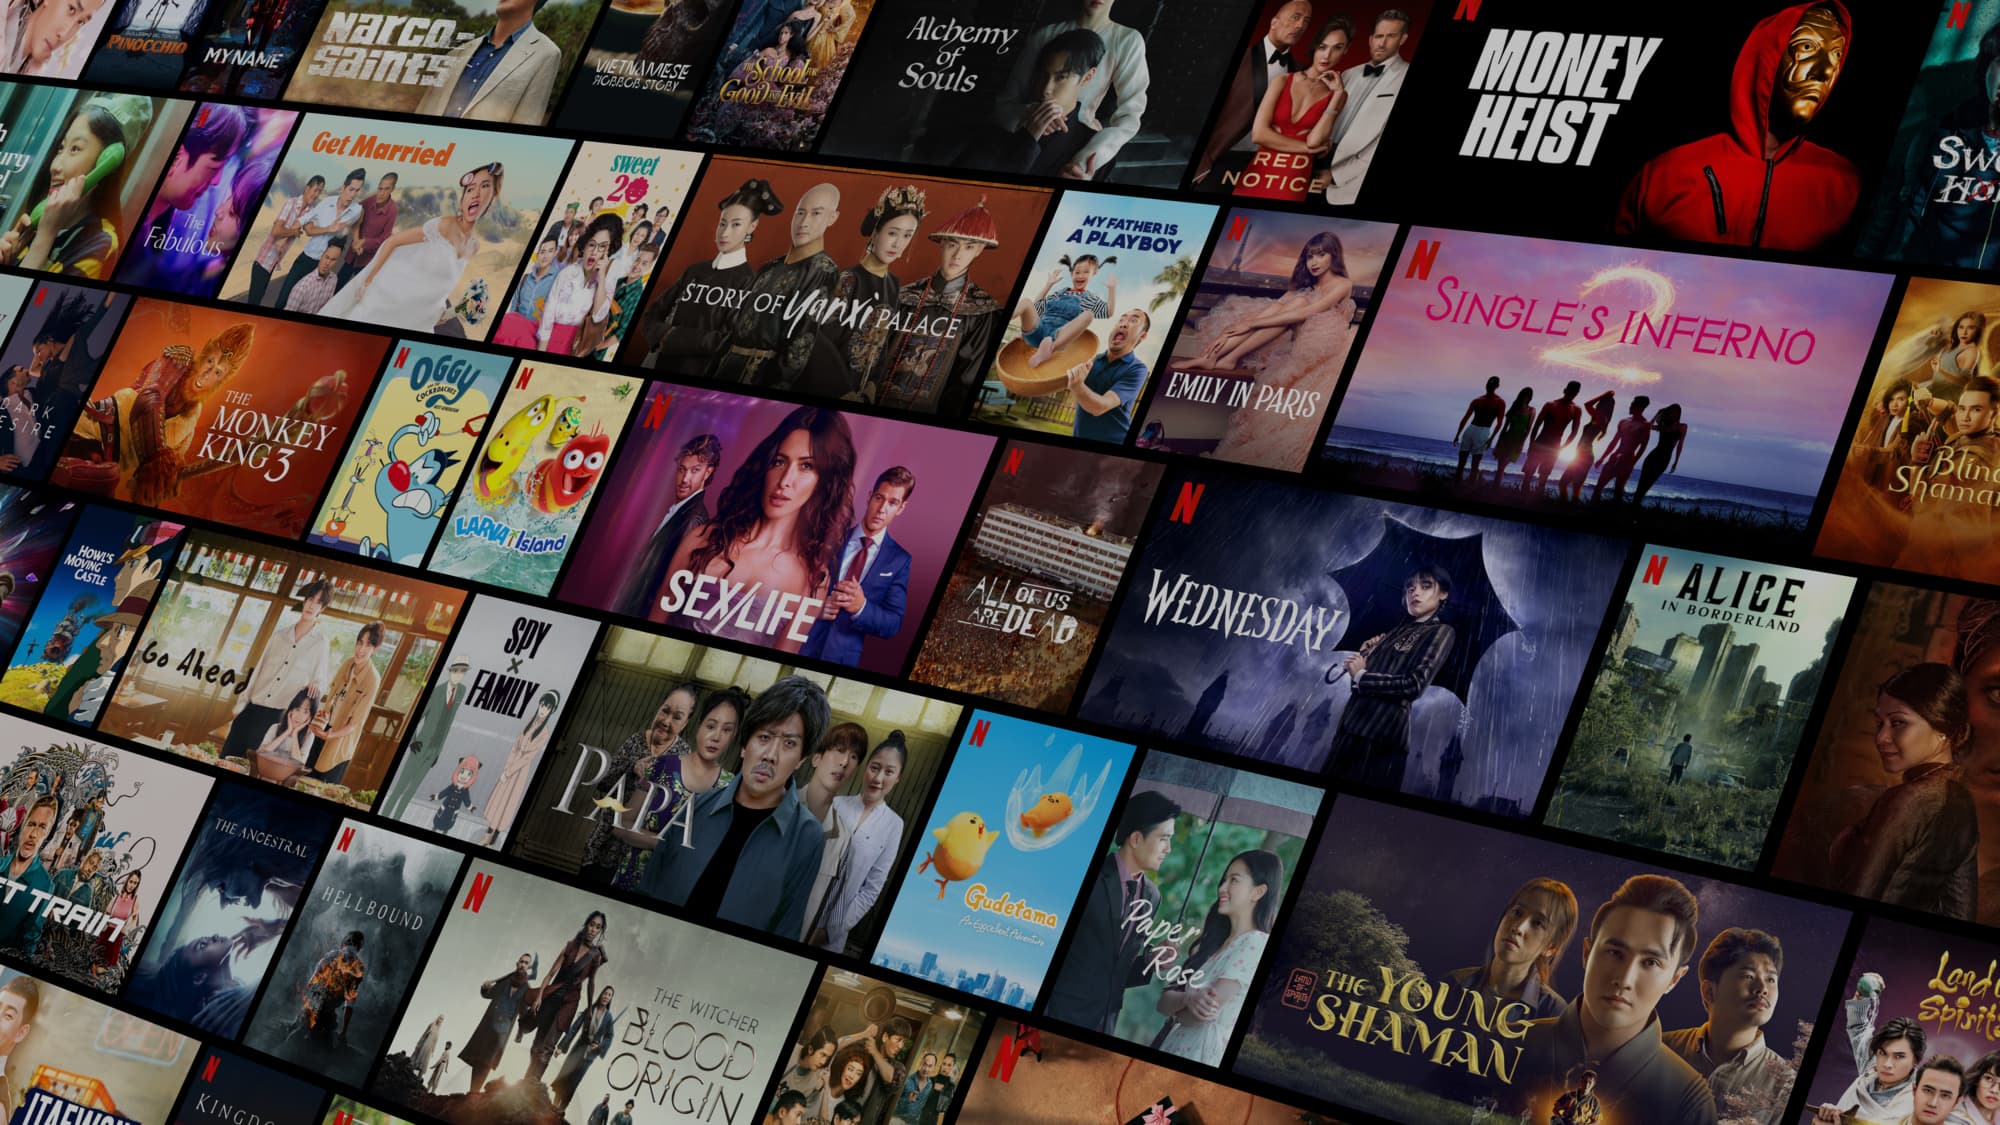 PINOCCHIO
MY NAME
NARCO-
SAINTS
VIETNAMESE
HORROR STORY
THE School FOR
GOOD AND EVIL
Alchemy
of
Souls
RED
NOTICE
N
MONEY
HEIST
N
The
Fabulous
Get Married
sweet
20
STORY OF yanxi PALACE
MY FATHER IS
A PLAYBOY
N
EMILY IN PARIS
N
SINGLE'S INFERNO
2
DARK
DESIRE
THE
MONKEY
KING 3
N
OGGY
AND THE
COCKROACHES
NEXT GENERATION
N
LARVA Island
N
SEX/LIFE
N
ALL OF US
ARE DEAD
N
WEDNESDAY
N
ALICE
IN BORDERLAND
HOWL'S
MOVING
CASTLE
Go Ahead
SPY
×
FAMILY
PAPA
N
Gudetama
An Eggcellent Adventure
Paper
Rose
LAND
OF
SPIRITS
THE YOUNG
SHAMAN
TRAIN
THE ANCESTRAL
N
HELLBOUND
N
THE WITCHER
BLOOD
ORIGIN
N
OPEN
N
N